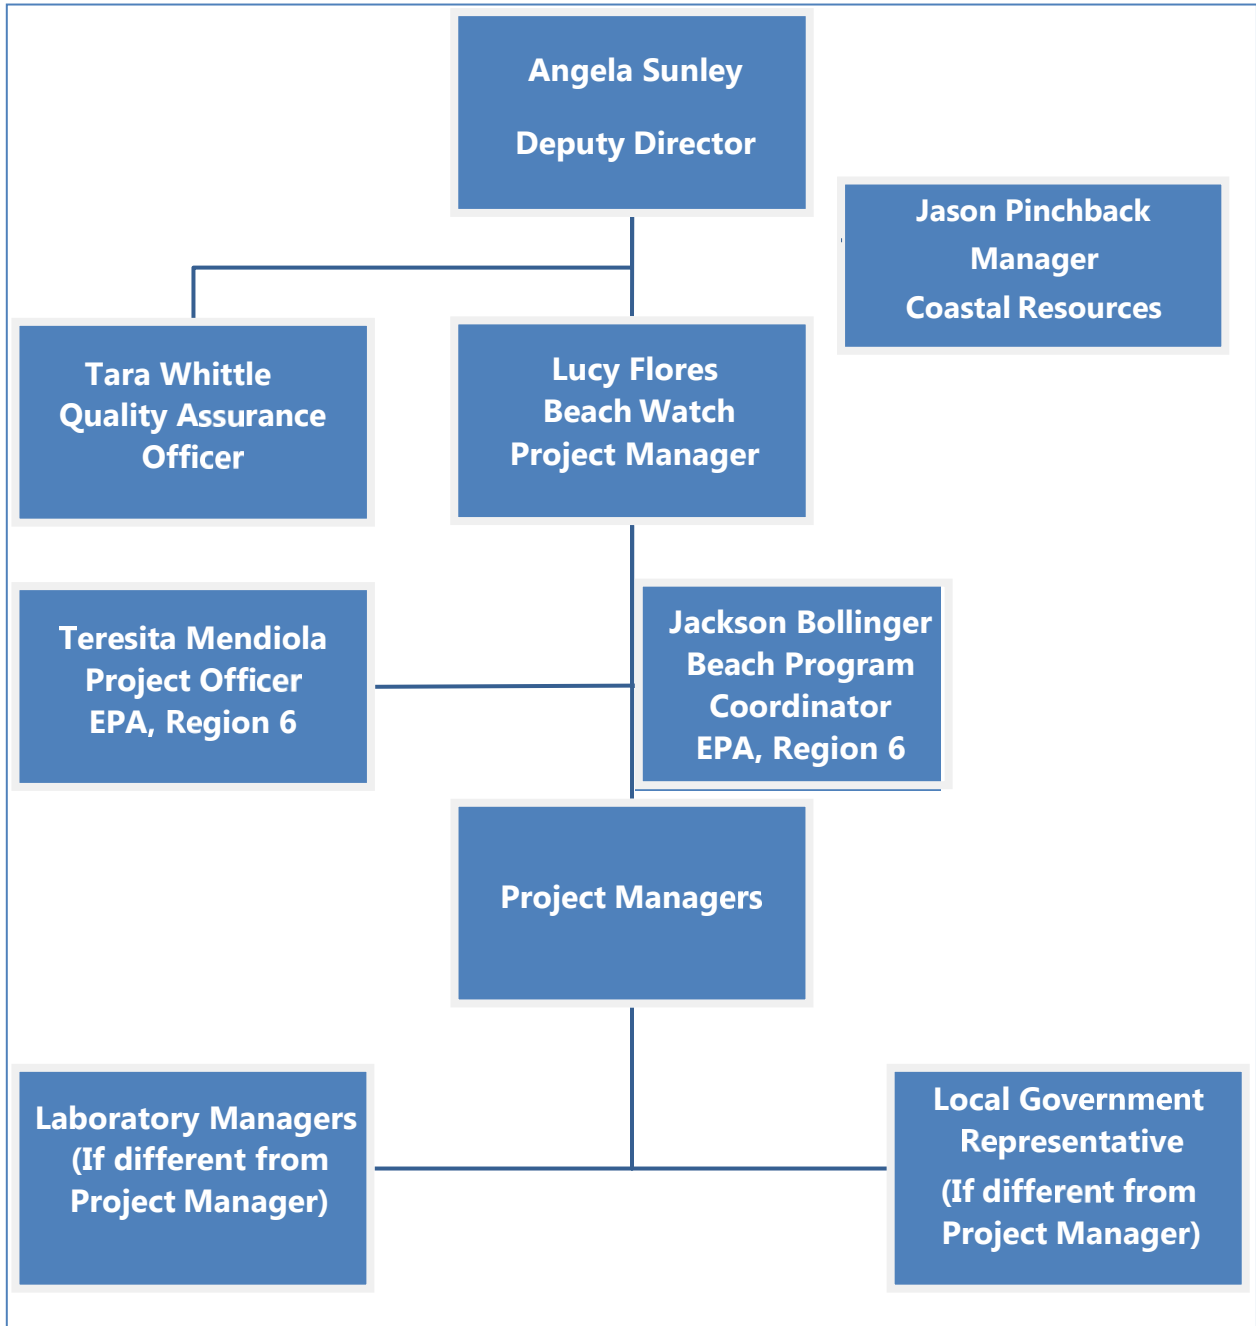 Angela Sunley
Deputy Director
Jason Pinchback
Manager
Coastal Resources
Tara Whittle
Quality Assurance
Officer
Lucy Flores
Beach Watch
Project Manager
Teresita Mendiola
Project Officer
EPA, Region 6
Jackson Bollinger
Beach Program
Coordinator
EPA, Region 6
Project Managers
Laboratory Managers
(If different from
Project Manager)
Local Government
Representative
(If different from
Project Manager)